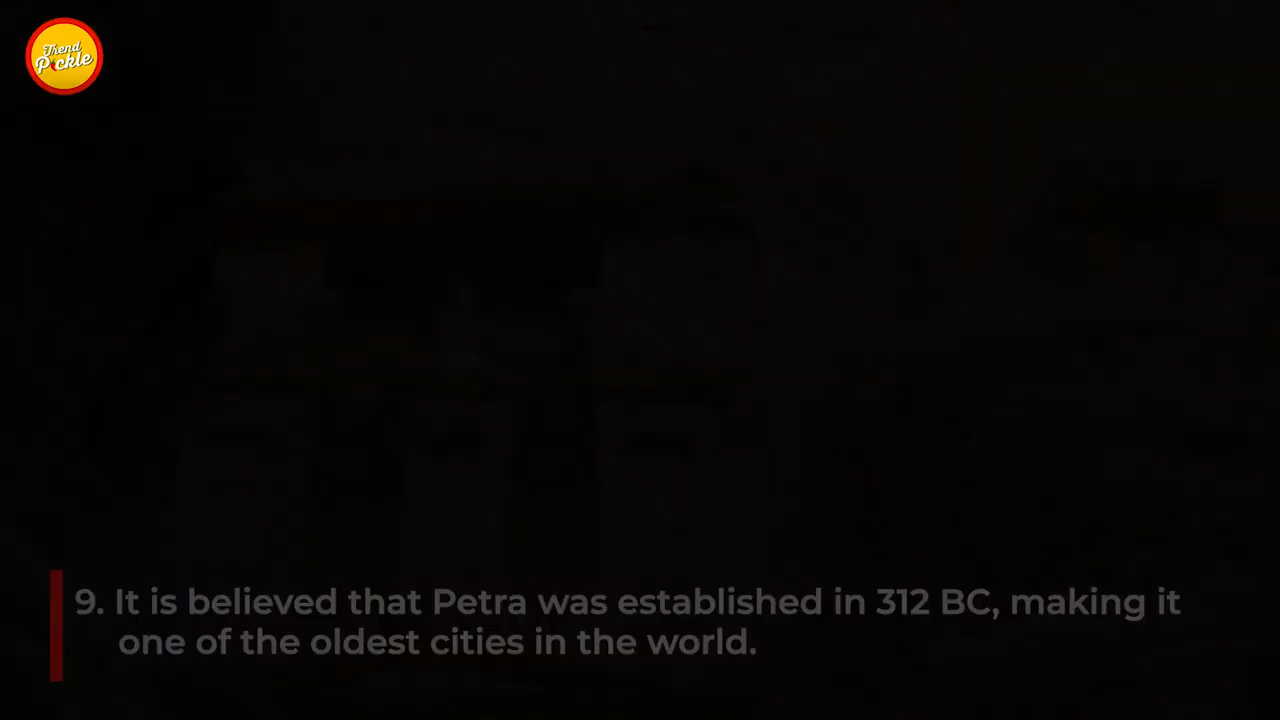 Trend
Pickle
9. It is believed that Petra was established in 312 BC, making it
one of the oldest cities in the world.